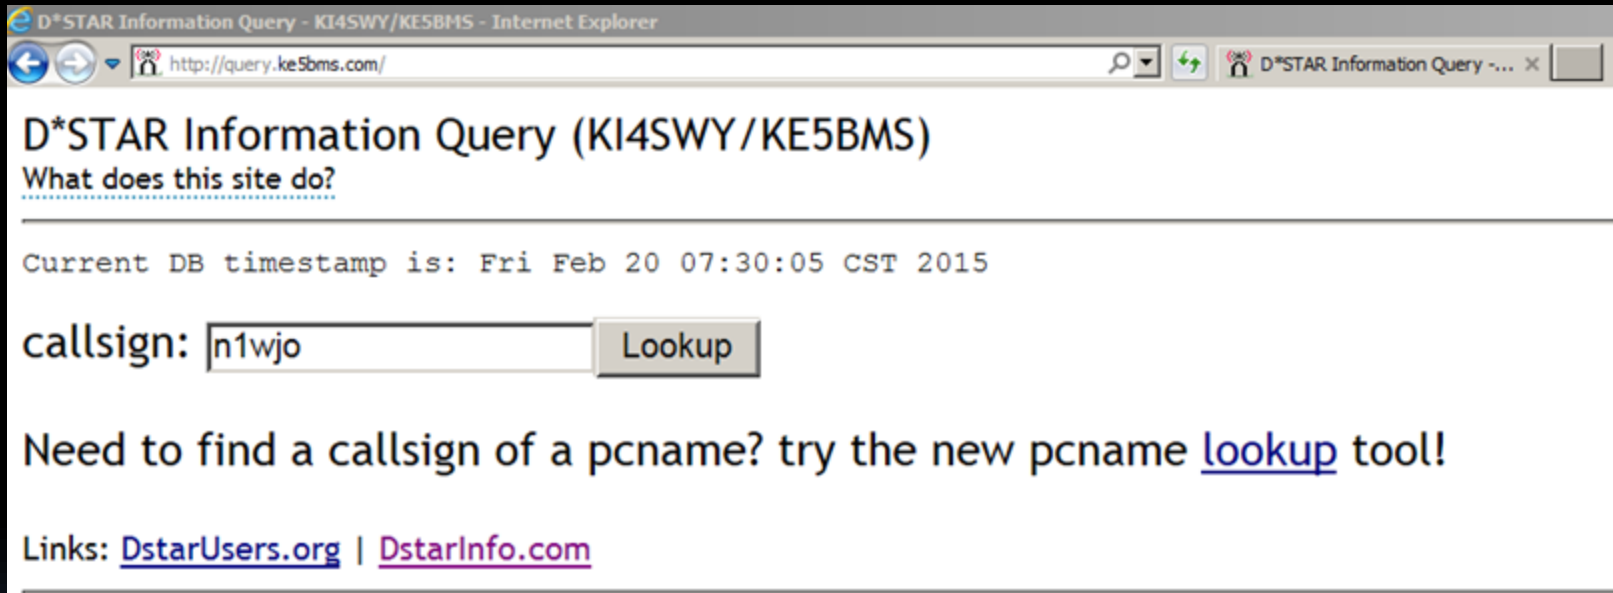 D*STAR Information Query - KI4SWY/KE5BMS - Internet Explorer
http://query.ke5bms.com/
D*STAR Information Query -...
D*STAR Information Query (KI4SWY/KE5BMS)
What does this site do?
Current DB timestamp is: Fri Feb 20 07:30:05 CST 2015
callsign: n1wjo Lookup
Need to find a callsign of a pcname? try the new pcname lookup tool!
Links: DstarUsers.org | DstarInfo.com